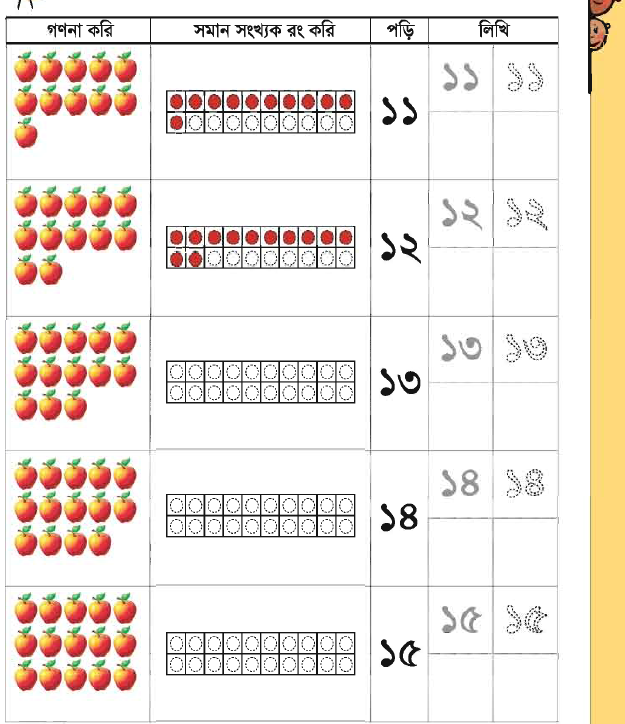 গণনা করি সমান সংখ্যক রং করি পড়ি লিখি
১১ ১১ ১১
১২ ১২ ১২
১৩ ১৩ ১৩
১৪ ১৪ ১৪
১৫ ১৫ ১৫